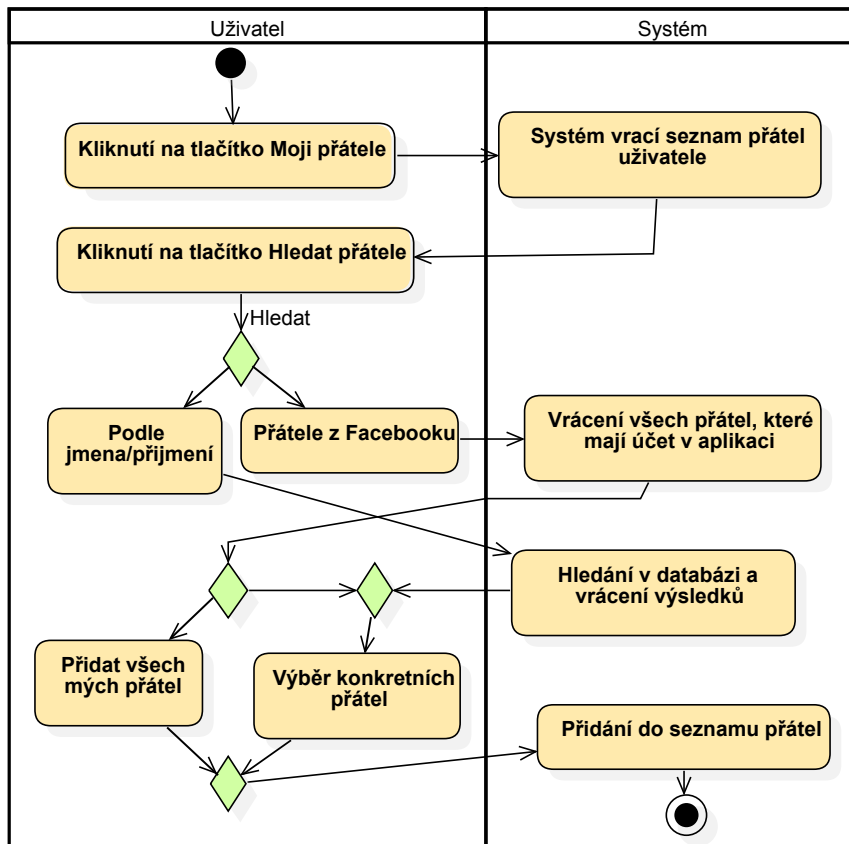 Uživatel
Systém
Kliknutí na tlačítko Moji přátele
Systém vrací seznam přátel
uživatele
Kliknutí na tlačítko Hledat přátele
Hledat
Podle
jmena/přijmení
Přátele z Facebooku
Vrácení všech přátel, které
mají účet v aplikaci
Hledání v databázi a
vrácení výsledků
Přidat všech
mých přátel
Výběr konkretních
přátel
Přidání do seznamu přátel